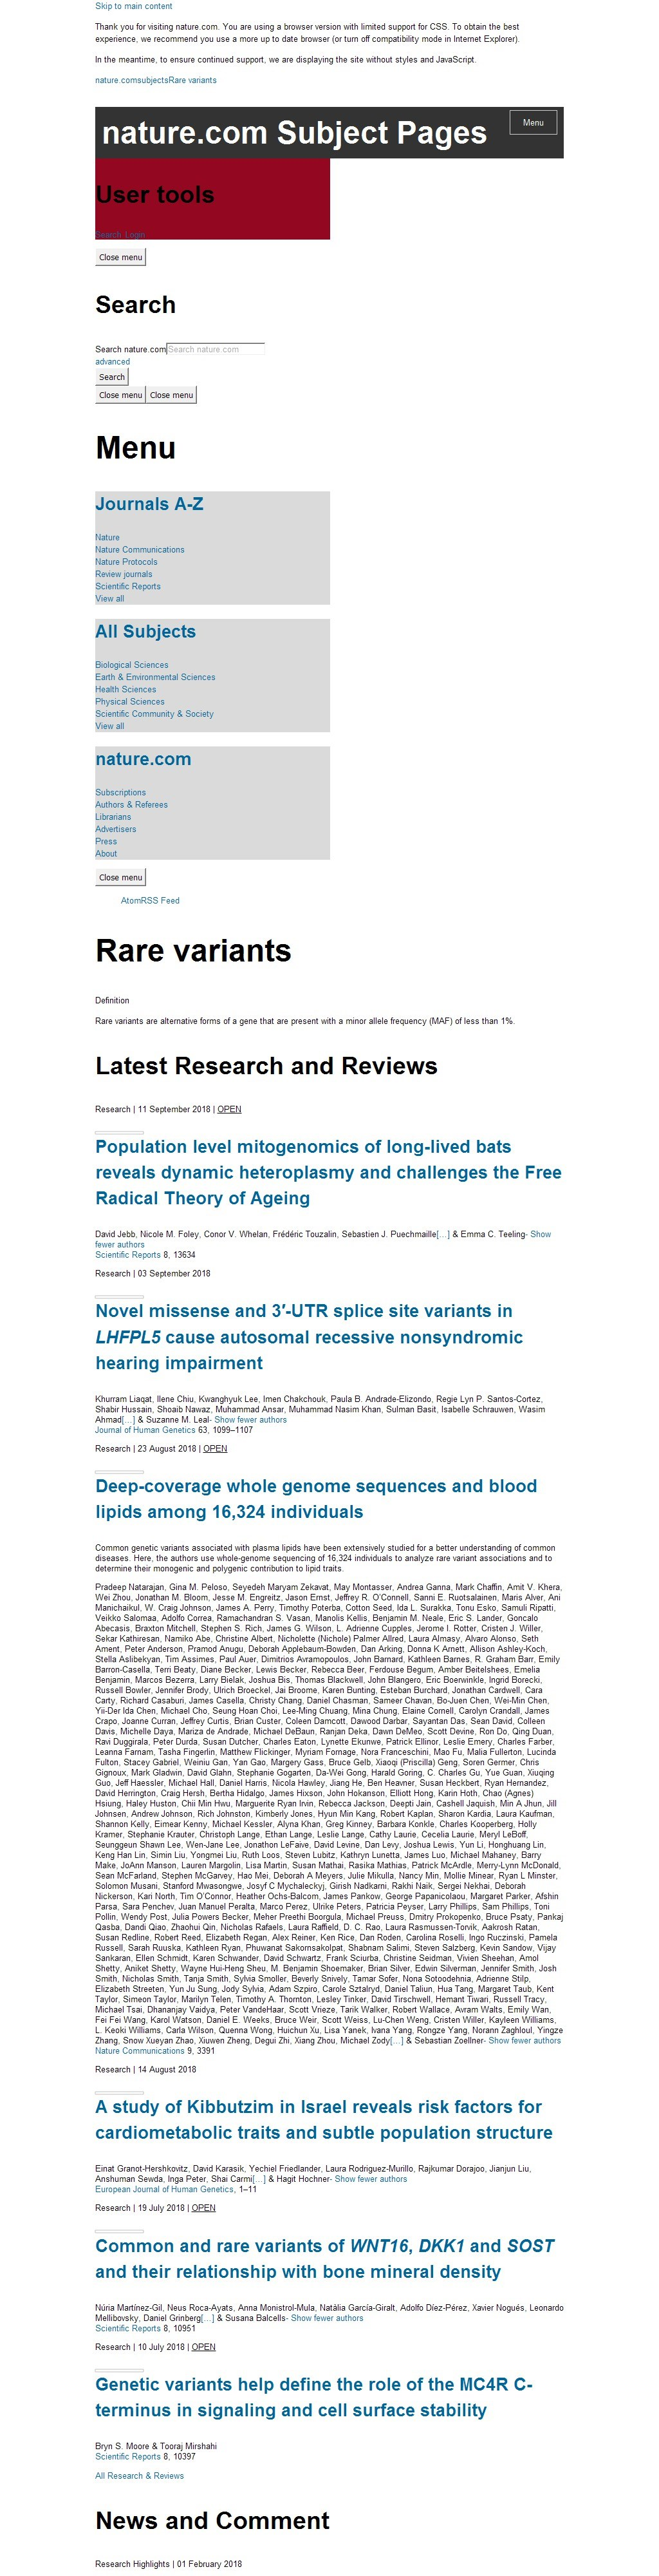 Skip to main content
Thank you for visiting nature.com. You are using a browser version with limited support for CSS. To obtain the best
experience, we recommend you use a more up to date browser (or turn off compatibility mode in Internet Explorer).
In the meantime, to ensure continued support, we are displaying the site without styles and JavaScript.
nature.comsubjectsRare variants
nature.com Subject Pages
Menu
User tools
Search Login
Close menu
Search
Search nature.com Search nature.com
advanced
Search
Close menu Close menu
Menu
Journals A-Z
Nature
Nature Communications
Nature Protocols
Review journals
Scientific Reports
View all
All Subjects
Biological Sciences
Earth & Environmental Sciences
Health Sciences
Physical Sciences
Scientific Community & Society
View all
nature.com
Subscriptions
Authors & Referees
Librarians
Advertisers
Press
About
Close menu
AtomRSS Feed
Rare variants
Definition
Rare variants are alternative forms of a gene that are present with a minor allele frequency (MAF) of less than 1%.
Latest Research and Reviews
Research | 11 September 2018 | OPEN
Population level mitogenomics of long-lived bats
reveals dynamic heteroplasmy and challenges the Free
Radical Theory of Ageing
David Jebb, Nicole M. Foley, Conor V. Whelan, Frédéric Touzalin, Sebastien J. Puechmaille[…] & Emma C. Teeling- Show
fewer authors
Scientific Reports 8, 13634
Research | 03 September 2018
Novel missense and 3′-UTR splice site variants in
LHFPL5 cause autosomal recessive nonsyndromic
hearing impairment
Khurram Liaqat, Ilene Chiu, Kwanghyuk Lee, Imen Chakchouk, Paula B. Andrade-Elizondo, Regie Lyn P. Santos-Cortez,
Shabir Hussain, Shoaib Nawaz, Muhammad Ansar, Muhammad Nasim Khan, Sulman Basit, Isabelle Schrauwen, Wasim
Ahmad[…] & Suzanne M. Leal- Show fewer authors
Journal of Human Genetics 63, 1099–1107
Research | 23 August 2018 | OPEN
Deep-coverage whole genome sequences and blood
lipids among 16,324 individuals
Common genetic variants associated with plasma lipids have been extensively studied for a better understanding of common
diseases. Here, the authors use whole-genome sequencing of 16,324 individuals to analyze rare variant associations and to
determine their monogenic and polygenic contribution to lipid traits.
Pradeep Natarajan, Gina M. Peloso, Seyedeh Maryam Zekavat, May Montasser, Andrea Ganna, Mark Chaffin, Amit V. Khera,
Wei Zhou, Jonathan M. Bloom, Jesse M. Engreitz, Jason Ernst, Jeffrey R. O'Connell, Sanni E. Ruotsalainen, Maris Alver, Ani
Manichaikul, W. Craig Johnson, James A. Perry, Timothy Poterba, Cotton Seed, Ida L. Surakka, Tonu Esko, Samuli Ripatti,
Veikko Salomaa, Adolfo Correa, Ramachandran S. Vasan, Manolis Kellis, Benjamin M. Neale, Eric S. Lander, Goncalo
Abecasis, Braxton Mitchell, Stephen S. Rich, James G. Wilson, L. Adrienne Cupples, Jerome I. Rotter, Cristen J. Willer,
Sekar Kathiresan, Namiko Abe, Christine Albert, Nicholette (Nichole) Palmer Allred, Laura Almasy, Alvaro Alonso, Seth
Ament, Peter Anderson, Pramod Anugu, Deborah Applebaum-Bowden, Dan Arking, Donna K Arnett, Allison Ashley-Koch,
Stella Aslibekyan, Tim Assimes, Paul Auer, Dimitrios Avramopoulos, John Barnard, Kathleen Barnes, R. Graham Barr, Emily
Barron-Casella, Terri Beaty, Diane Becker, Lewis Becker, Rebecca Beer, Ferdouse Begum, Amber Beitelshees, Emelia
Benjamin, Marcos Bezerra, Larry Bielak, Joshua Bis, Thomas Blackwell, John Blangero, Eric Boerwinkle, Ingrid Borecki,
Russell Bowler, Jennifer Brody, Ulrich Broeckel, Jai Broome, Karen Bunting, Esteban Burchard, Jonathan Cardwell, Cara
Carty, Richard Casaburi, James Casella, Christy Chang, Daniel Chasman, Sameer Chavan, Bo-Juen Chen, Wei-Min Chen,
Yii-Der Ida Chen, Michael Cho, Seung Hoan Choi, Lee-Ming Chuang, Mina Chung, Elaine Cornell, Carolyn Crandall, James
Crapo, Joanne Curran, Jeffrey Curtis, Brian Custer, Coleen Damcott, Dawood Darbar, Sayantan Das, Sean David, Colleen
Davis, Michelle Daya, Mariza de Andrade, Michael DeBaun, Ranjan Deka, Dawn DeMeo, Scott Devine, Ron Do, Qing Duan,
Ravi Duggirala, Peter Durda, Susan Dutcher, Charles Eaton, Lynette Ekunwe, Patrick Ellinor, Leslie Emery, Charles Farber,
Leanna Farnam, Tasha Fingerlin, Matthew Flickinger, Myriam Fornage, Nora Franceschini, Mao Fu, Malia Fullerton, Lucinda
Fulton, Stacey Gabriel, Weiniu Gan, Yan Gao, Margery Gass, Bruce Gelb, Xiaoqi (Priscilla) Geng, Soren Germer, Chris
Gignoux, Mark Gladwin, David Glahn, Stephanie Gogarten, Da-Wei Gong, Harald Goring, C. Charles Gu, Yue Guan, Xiuqing
Guo, Jeff Haessler, Michael Hall, Daniel Harris, Nicola Hawley, Jiang He, Ben Heavner, Susan Heckbert, Ryan Hernandez,
David Herrington, Craig Hersh, Bertha Hidalgo, James Hixson, John Hokanson, Elliott Hong, Karin Hoth, Chao (Agnes)
Hsiung, Haley Huston, Chii Min Hwu, Marguerite Ryan Irvin, Rebecca Jackson, Deepti Jain, Cashell Jaquish, Min A Jhun, Jill
Johnsen, Andrew Johnson, Rich Johnston, Kimberly Jones, Hyun Min Kang, Robert Kaplan, Sharon Kardia, Laura Kaufman,
Shannon Kelly, Eimear Kenny, Michael Kessler, Alyna Khan, Greg Kinney, Barbara Konkle, Charles Kooperberg, Holly
Kramer, Stephanie Krauter, Christoph Lange, Ethan Lange, Leslie Lange, Cathy Laurie, Cecelia Laurie, Meryl LeBoff,
Seunggeun Shawn Lee, Wen-Jane Lee, Jonathon LeFaive, David Levine, Dan Levy, Joshua Lewis, Yun Li, Honghuang Lin,
Keng Han Lin, Simin Liu, Yongmei Liu, Ruth Loos, Steven Lubitz, Kathryn Lunetta, James Luo, Michael Mahaney, Barry
Make, JoAnn Manson, Lauren Margolin, Lisa Martin, Susan Mathai, Rasika Mathias, Patrick McArdle, Merry-Lynn McDonald,
Sean McFarland, Stephen McGarvey, Hao Mei, Deborah A Meyers, Julie Mikulla, Nancy Min, Mollie Minear, Ryan L Minster,
Solomon Musani, Stanford Mwasongwe, Josyf C Mychaleckyj, Girish Nadkarni, Rakhi Naik, Sergei Nekhai, Deborah
Nickerson, Kari North, Tim O'Connor, Heather Ochs-Balcom, James Pankow, George Papanicolaou, Margaret Parker, Afshin
Parsa, Sara Penchev, Juan Manuel Peralta, Marco Perez, Ulrike Peters, Patricia Peyser, Larry Phillips, Sam Phillips, Toni
Pollin, Wendy Post, Julia Powers Becker, Meher Preethi Boorgula, Michael Preuss, Dmitry Prokopenko, Bruce Psaty, Pankaj
Qasba, Dandi Qiao, Zhaohui Qin, Nicholas Rafaels, Laura Raffield, D. C. Rao, Laura Rasmussen-Torvik, Aakrosh Ratan,
Susan Redline, Robert Reed, Elizabeth Regan, Alex Reiner, Ken Rice, Dan Roden, Carolina Roselli, Ingo Ruczinski, Pamela
Russell, Sarah Ruuska, Kathleen Ryan, Phuwanat Sakornsakolpat, Shabnam Salimi, Steven Salzberg, Kevin Sandow, Vijay
Sankaran, Ellen Schmidt, Karen Schwander, David Schwartz, Frank Sciurba, Christine Seidman, Vivien Sheehan, Amol
Shetty, Aniket Shetty, Wayne Hui-Heng Sheu, M. Benjamin Shoemaker, Brian Silver, Edwin Silverman, Jennifer Smith, Josh
Smith, Nicholas Smith, Tanja Smith, Sylvia Smoller, Beverly Snively, Tamar Sofer, Nona Sotoodehnia, Adrienne Stilp,
Elizabeth Streeten, Yun Ju Sung, Jody Sylvia, Adam Szpiro, Carole Sztalryd, Daniel Taliun, Hua Tang, Margaret Taub, Kent
Taylor, Simeon Taylor, Marilyn Telen, Timothy A. Thornton, Lesley Tinker, David Tirschwell, Hemant Tiwari, Russell Tracy,
Michael Tsai, Dhananjay Vaidya, Peter VandeHaar, Scott Vrieze, Tarik Walker, Robert Wallace, Avram Walts, Emily Wan,
Fei Fei Wang, Karol Watson, Daniel E. Weeks, Bruce Weir, Scott Weiss, Lu-Chen Weng, Cristen Willer, Kayleen Williams,
L. Keoki Williams, Carla Wilson, Quenna Wong, Huichun Xu, Lisa Yanek, Ivana Yang, Rongze Yang, Norann Zaghloul, Yingze
Zhang, Snow Xueyan Zhao, Xiuwen Zheng, Degui Zhi, Xiang Zhou, Michael Zody[…] & Sebastian Zoellner- Show fewer authors
Nature Communications 9, 3391
Research | 14 August 2018
A study of Kibbutzim in Israel reveals risk factors for
cardiometabolic traits and subtle population structure
Einat Granot-Hershkovitz, David Karasik, Yechiel Friedlander, Laura Rodriguez-Murillo, Rajkumar Dorajoo, Jianjun Liu,
Anshuman Sewda, Inga Peter, Shai Carmi[…] & Hagit Hochner- Show fewer authors
European Journal of Human Genetics, 1–11
Research | 19 July 2018 | OPEN
Common and rare variants of WNT16, DKK1 and SOST
and their relationship with bone mineral density
Núria Martínez-Gil, Neus Roca-Ayats, Anna Monistrol-Mula, Natàlia García-Giralt, Adolfo Díez-Pérez, Xavier Nogués, Leonardo
Mellibovsky, Daniel Grinberg[…] & Susana Balcells- Show fewer authors
Scientific Reports 8, 10951
Research | 10 July 2018 | OPEN
Genetic variants help define the role of the MC4R C-
terminus in signaling and cell surface stability
Bryn S. Moore & Tooraj Mirshahi
Scientific Reports 8, 10397
All Research & Reviews
News and Comment
Research Highlights | 01 February 2018